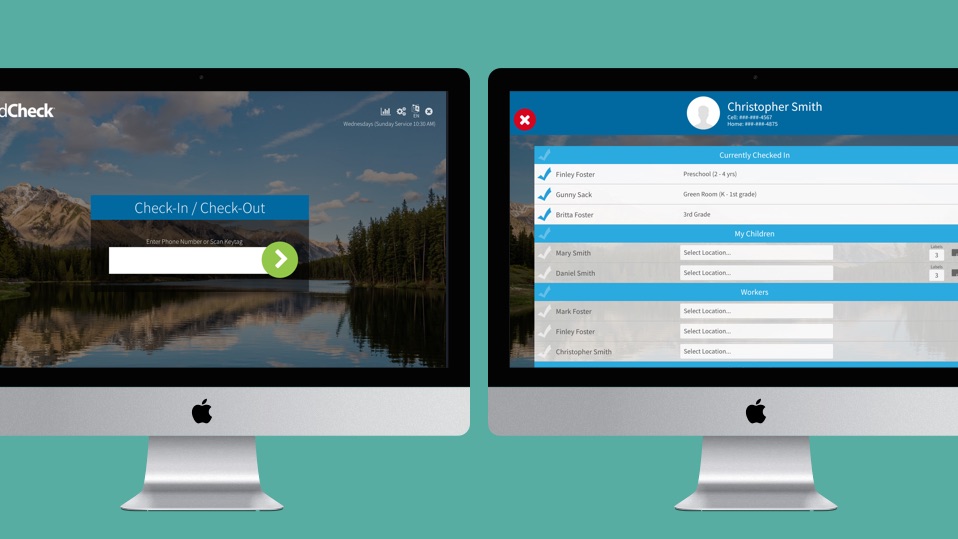 dCheck
EN
Wednesdays (Sunday Service 10:30 AM)
Check-In / Check-Out
Enter Phone Number or Scan Keytag
Christopher Smith
Cell: ###-###-4567
Home: ###-###-4875
Currently Checked In
Finley Foster Preschool (2 - 4 yrs)
Gunny Sack Green Room (K - 1st grade)
Britta Foster 3rd Grade
My Children
Labels
Mary Smith Select Location... 3
Labels
Daniel Smith Select Location... 3
Workers
Mark Foster Select Location...
Finley Foster Select Location...
Christopher Smith Select Location...